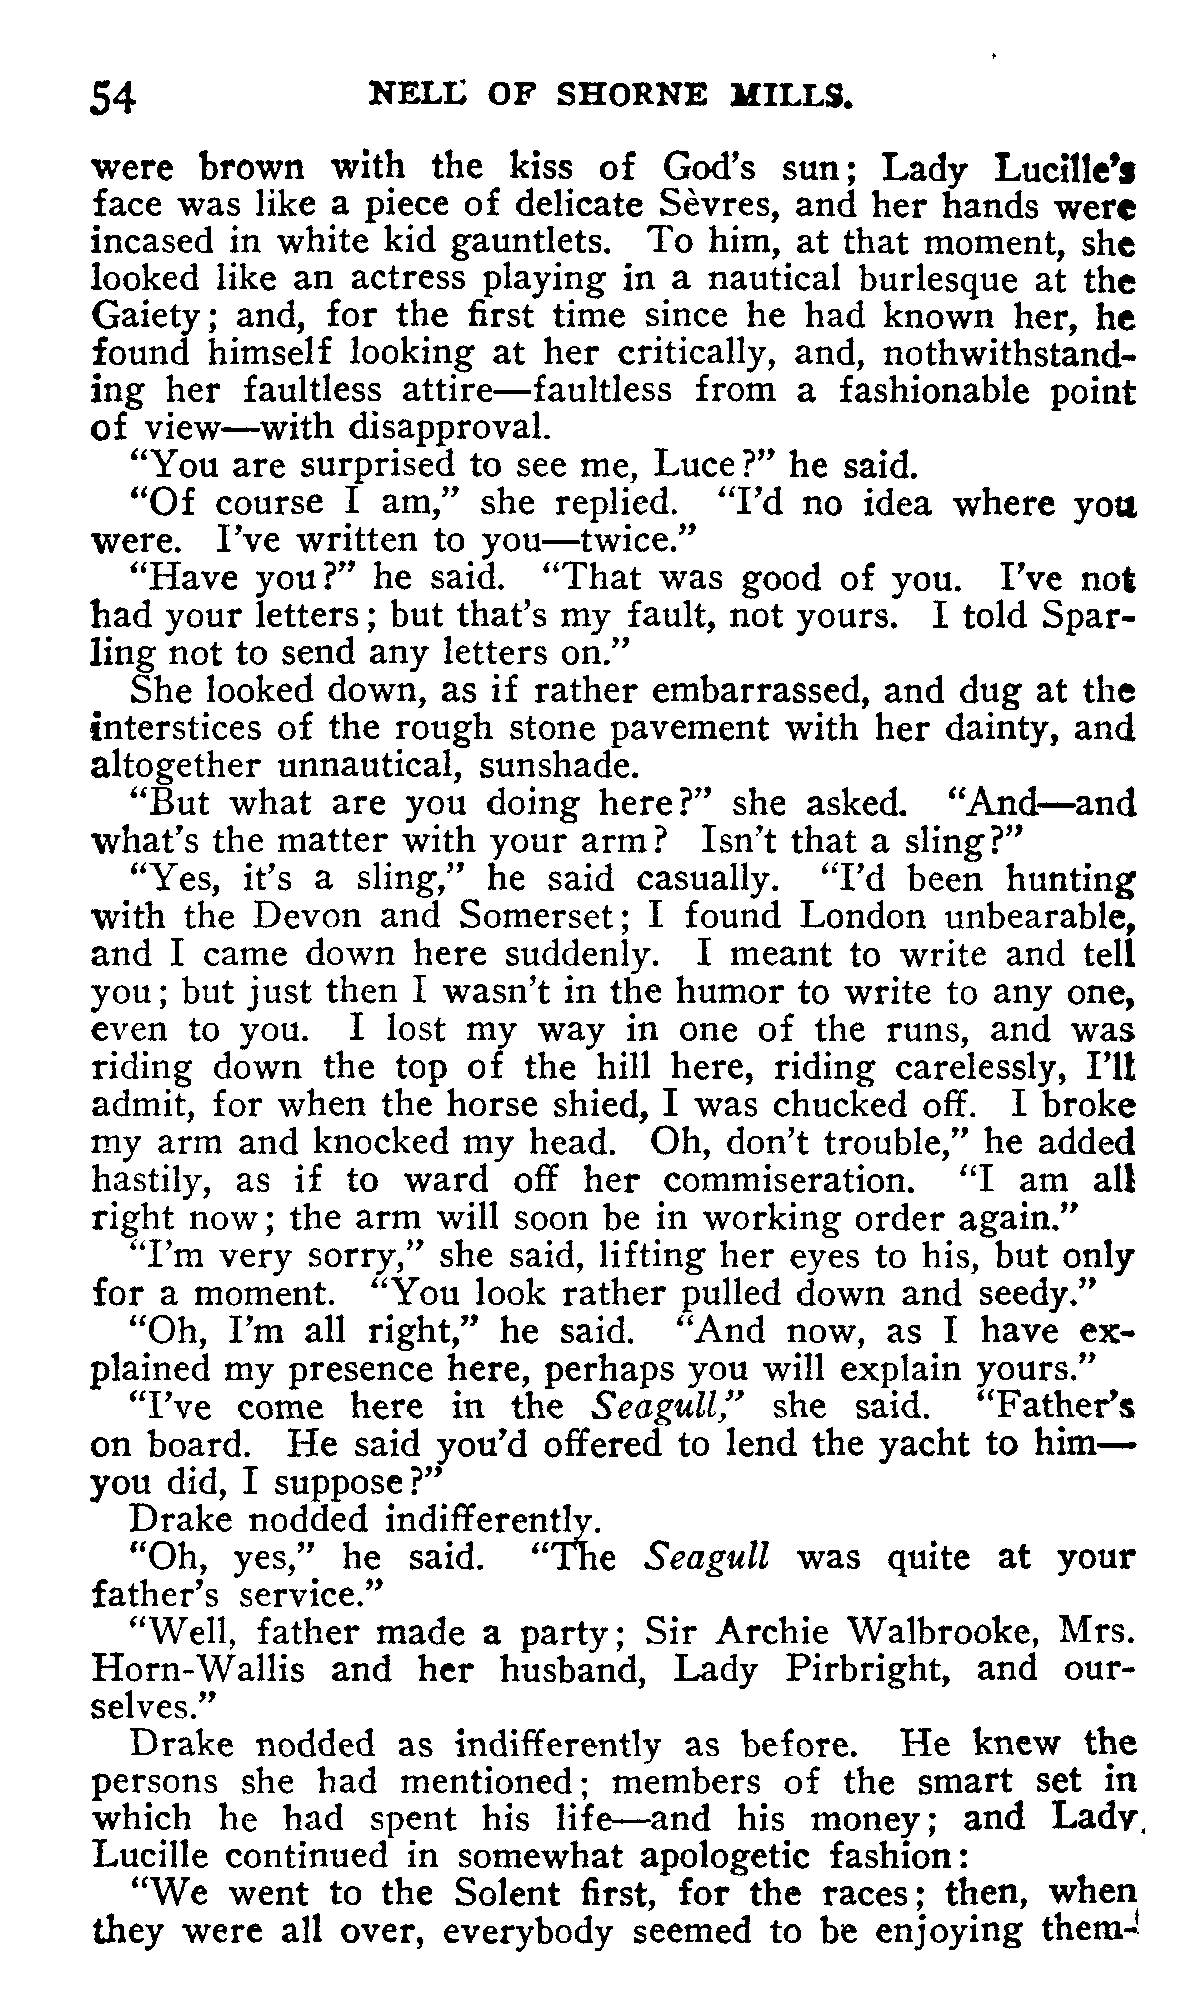 54 NELL OF SHORNE MILLS.
were brown with the kiss of God's sun; Lady Lucille's
face was like a piece of delicate Sèvres, and her hands were
incased in white kid gauntlets. To him, at that moment, she
looked like an actress playing in a nautical burlesque at the
Gaiety; and, for the first time since he had known her, he
found himself looking at her critically, and, nothwithstand-
ing her faultless attire—faultless from a fashionable point
of view—with disapproval.
"You are surprised to see me, Luce?" he said.
"Of course I am," she replied. "I'd no idea where you
were. I've written to you—twice."
"Have you?" he said. "That was good of you. I've not
had your letters; but that's my fault, not yours. I told Spar-
ling not to send any letters on."
She looked down, as if rather embarrassed, and dug at the
interstices of the rough stone pavement with her dainty, and
altogether unnautical, sunshade.
"But what are you doing here?" she asked. "And—and
what's the matter with your arm? Isn't that a sling?"
"Yes, it's a sling," he said casually. "I'd been hunting
with the Devon and Somerset; I found London unbearable,
and I came down here suddenly. I meant to write and tell
you; but just then I wasn't in the humor to write to any one,
even to you. I lost my way in one of the runs, and was
riding down the top of the hill here, riding carelessly, I'll
admit, for when the horse shied, I was chucked off. I broke
my arm and knocked my head. Oh, don't trouble," he added
hastily, as if to ward off her commiseration. "I am all
right now; the arm will soon be in working order again."
"I'm very sorry," she said, lifting her eyes to his, but only
for a moment. "You look rather pulled down and seedy."
"Oh, I'm all right," he said. "And now, as I have ex-
plained my presence here, perhaps you will explain yours."
"I've come here in the Seagull," she said. "Father's
on board. He said you'd offered to lend the yacht to him—
you did, I suppose?"
Drake nodded indifferently.
"Oh, yes," he said. "The Seagull was quite at your
father's service."
"Well, father made a party; Sir Archie Walbrooke, Mrs.
Horn-Wallis and her husband, Lady Pirbright, and our-
selves."
Drake nodded as indifferently as before. He knew the
persons she had mentioned; members of the smart set in
which he had spent his life—and his money; and Lady
Lucille continued in somewhat apologetic fashion:
"We went to the Solent first, for the races; then, when
they were all over, everybody seemed to be enjoying them-